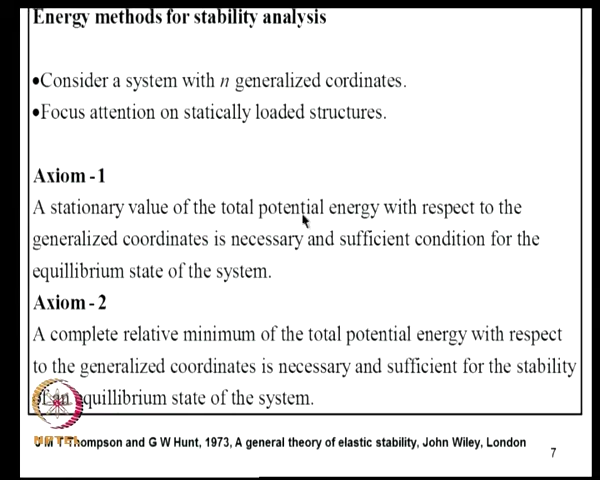 Energy methods for stability analysis
•Consider a system with n generalized cordinates.
•Focus attention on statically loaded structures.
Axiom - 1
A stationary value of the total potential energy with respect to the
generalized coordinates is necessary and sufficient condition for the
equillibrium state of the system.
Axiom - 2
A complete relative minimum of the total potential energy with respect
to the generalized coordinates is necessary and sufficient for the stability
of an equillibrium state of the system.
J M T Thompson and G W Hunt, 1973, A general theory of elastic stability, John Wiley, London
7
NPTEL